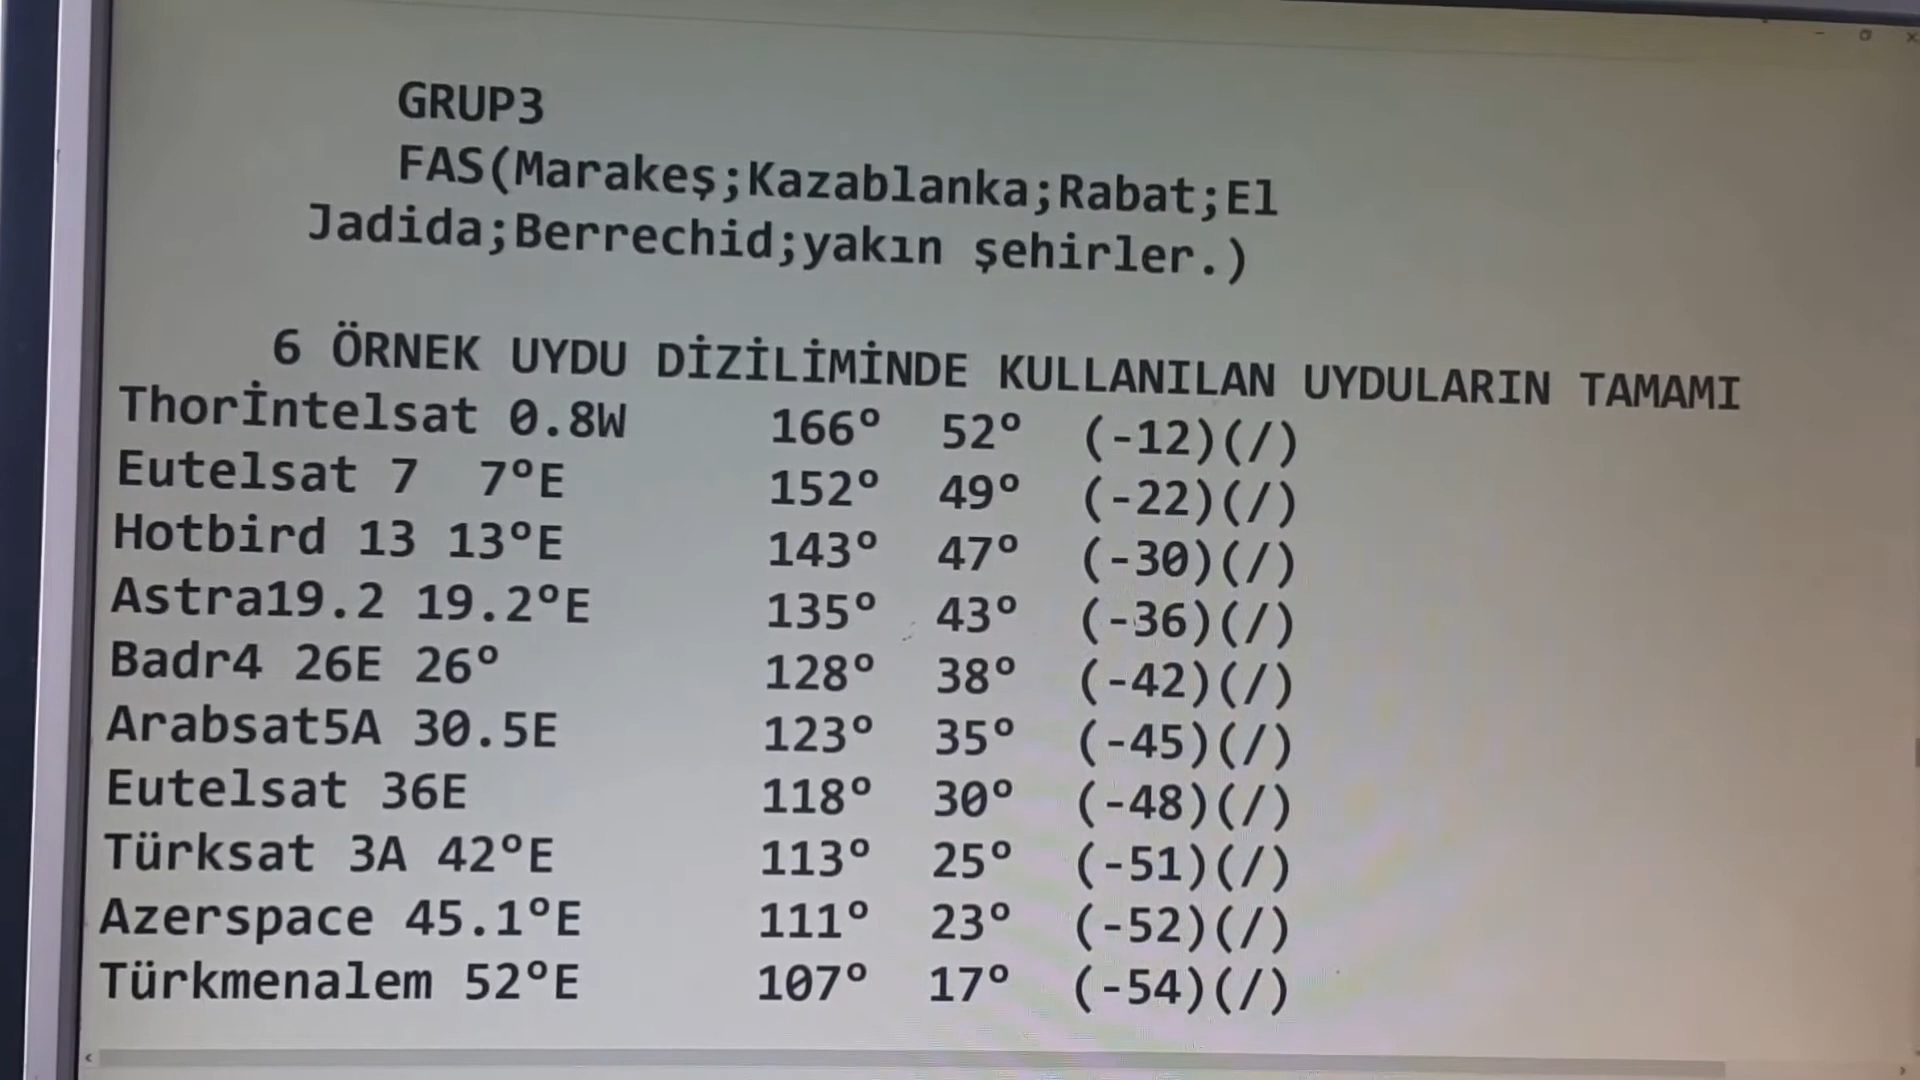 GRUP3
FAS(Marakeş;Kazablanka;Rabat;El
Jadida;Berrechid;yakın şehirler.)
6 ÖRNEK UYDU DİZİLİMİNDE KULLANILAN UYDULARIN TAMAMI
Thorİntelsat 0.8W 166° 52° (-12)(/)
Eutelsat 7 7°E 152° 49° (-22)(/)
Hotbird 13 13°E 143° 47° (-30)(/)
Astra19.2 19.2°E 135° 43° (-36)(/)
Badr4 26E 26° 128° 38° (-42)(/)
Arabsat5A 30.5E 123° 35° (-45)(/)
Eutelsat 36E 118° 30° (-48)(/)
Türksat 3A 42°E 113° 25° (-51)(/)
Azerspace 45.1°E 111° 23° (-52)(/)
Türkmenalem 52°E 107° 17° (-54)(/)